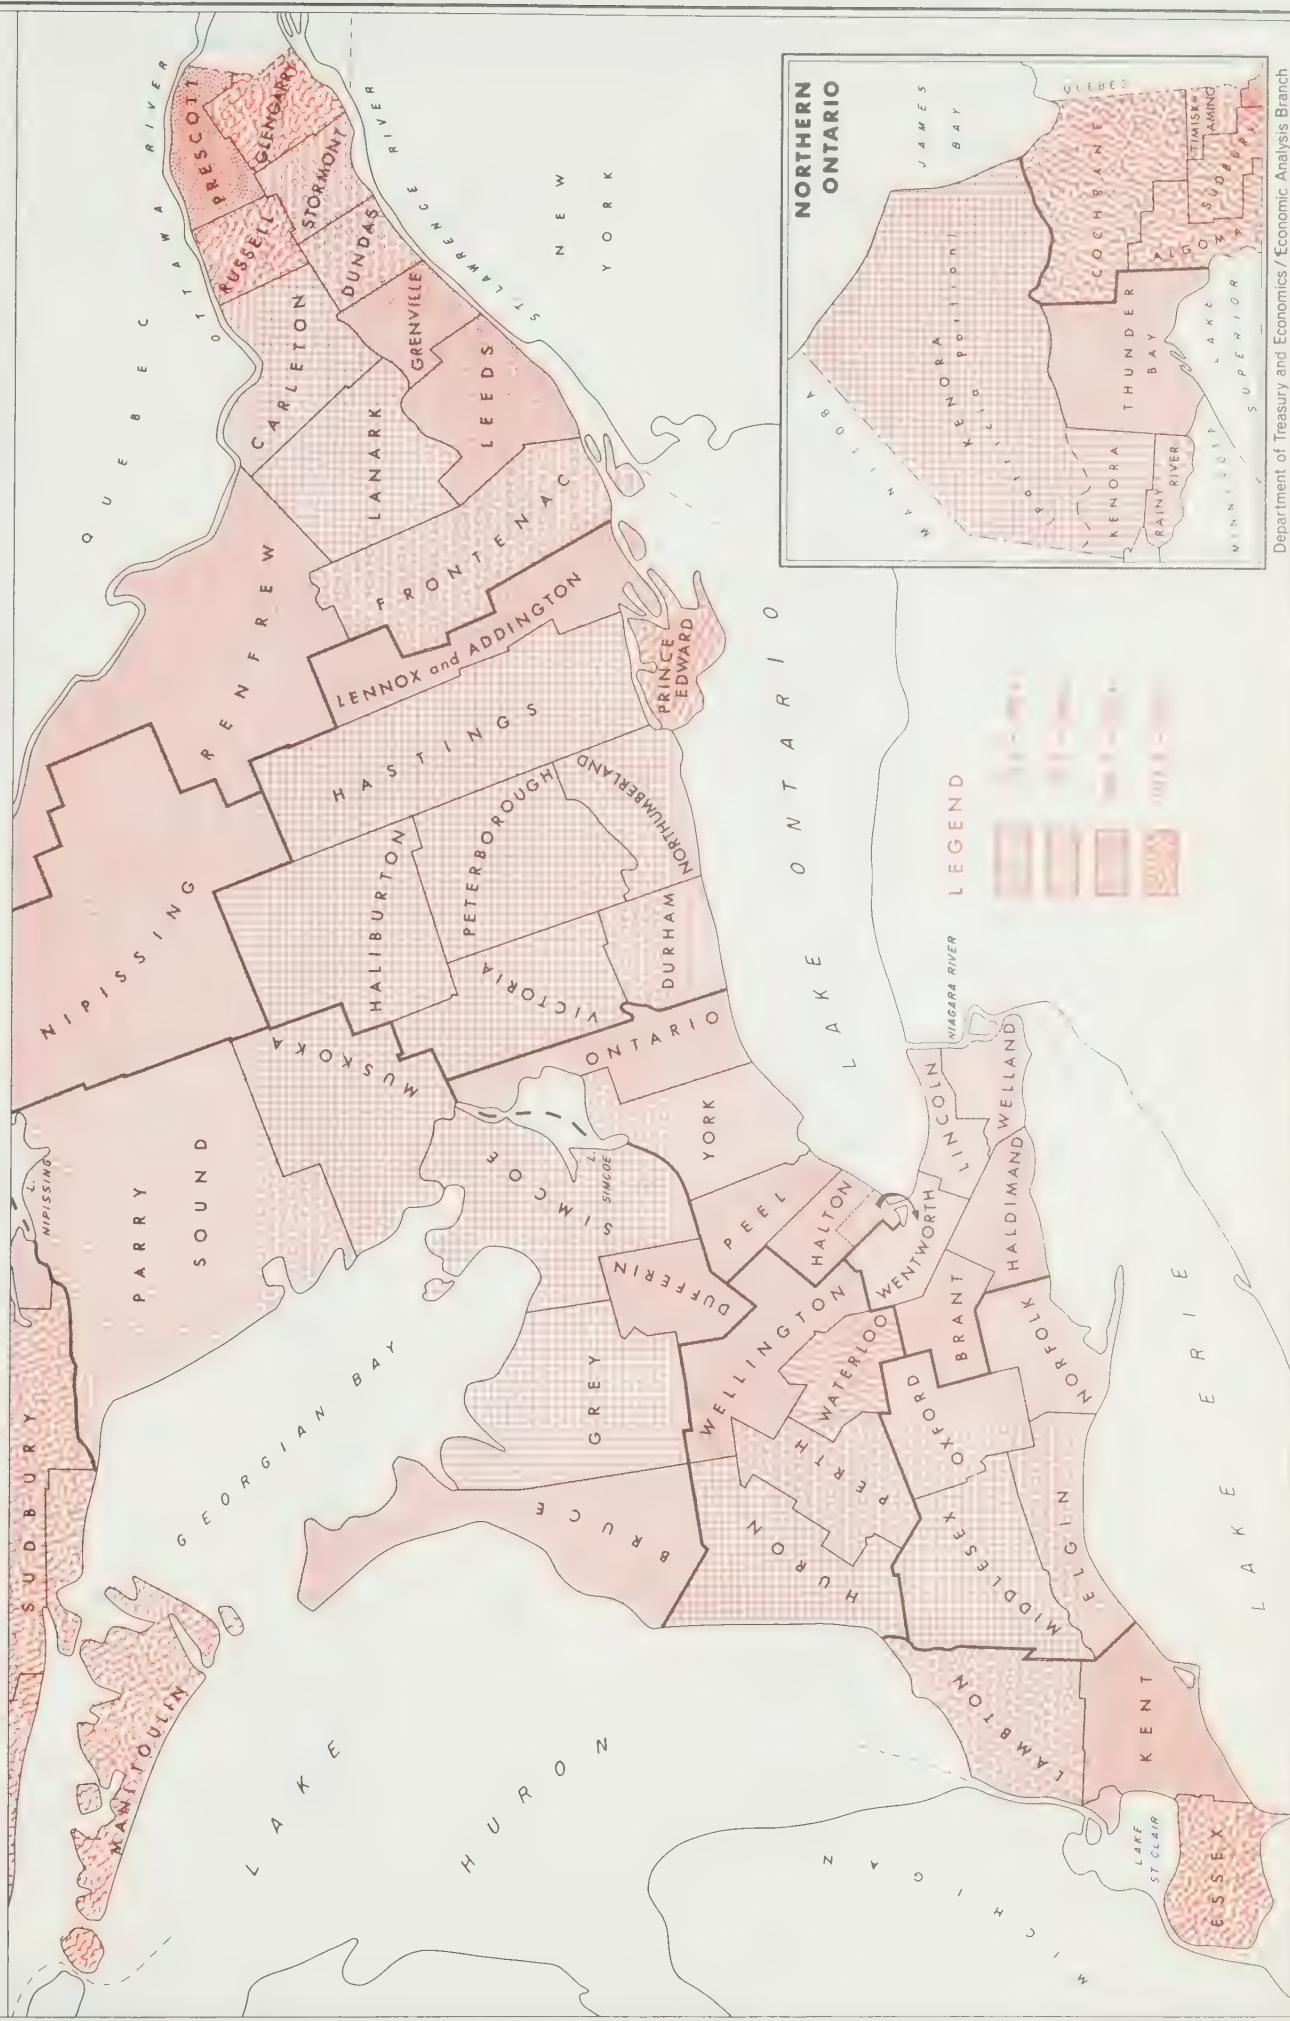 QUEBEC
OTTAWA RIVER
PRESCOTT
GLENGARRY
RUSSELL
STORMONT
DUNDAS
CARLETON
GRENVILLE
LEEDS
LANARK
ST. LAWRENCE RIVER
NEW
YORK
RENFREW
FRONTENAC
LENNOX and ADDINGTON
HASTINGS
PRINCE
EDWARD
NIPISSING
HALIBURTON
PETERBOROUGH
NORTHUMBERLAND
VICTORIA
DURHAM
LAKE ONTARIO
PARRY
SOUND
L.
NIPISSING
MUSKOKA
ONTARIO
SIMCOE
L.
SIMCOE
YORK
PEEL
HALTON
DUFFERIN
WENTWORTH
LINCOLN
WELLAND
NIAGARA RIVER
HALDIMAND
BRANT
NORFOLK
WELLINGTON
WATERLOO
GREY
BRUCE
PERTH
HURON
OXFORD
MIDDLESEX
ELGIN
LAMBTON
KENT
ESSEX
LAKE
ST CLAIR
LAKE ERIE
SUDBURY
MANITOULIN
GEORGIAN BAY
LAKE
HURON
MICHIGAN
LEGEND
NORTHERN
ONTARIO
JAMES
BAY
QUEBEC
MANITOBA
KENORA
(Patricia portion)
COCHRANE
TIMISK-
AMING
SUDBURY
ALGOMA
THUNDER
BAY
KENORA
RAINY
RIVER
LAKE
SUPERIOR
Department of Treasury and Economics / Economic Analysis Branch